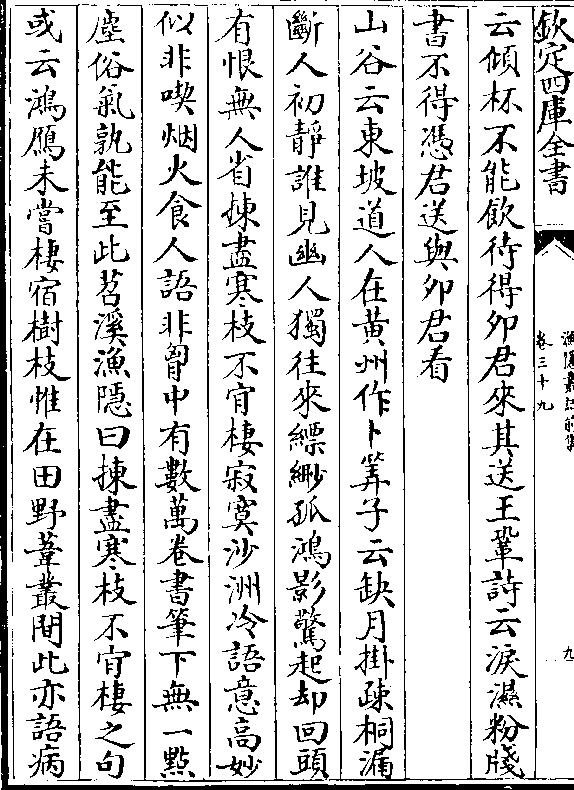 欽定四庫全書
漁隱叢話前集
卷三十九
九
云傾杯不能飲待得卯君來其送王鞏詩云淚濕粉牋
書不得憑君送與卯君看
山谷云東坡道人在黄州作卜筭子云缺月掛疎桐漏
斷人初靜誰見幽人獨往來縹緲孤鴻影驚起却回頭
有恨無人省揀盡寒枝不肎棲寂寞沙洲冷語意高妙
似非喫烟火食人語非胷中有數萬卷書筆下無一點
塵俗氣孰能至此苕溪漁隱曰揀盡寒枝不肎棲之句
或云鴻鴈未嘗棲宿樹枝惟在田野葦叢間此亦語病